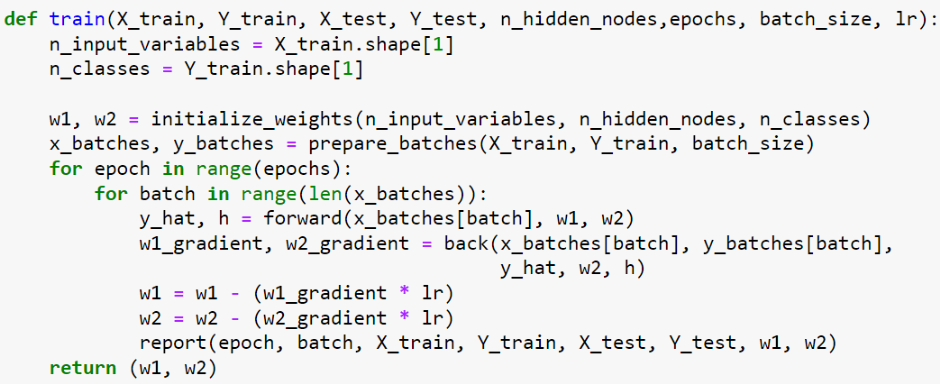 def train(X_train, Y_train, X_test, Y_test, n_hidden_nodes,epochs, batch_size, lr):
    n_input_variables = X_train.shape[1]
    n_classes = Y_train.shape[1]

    w1, w2 = initialize_weights(n_input_variables, n_hidden_nodes, n_classes)
    x_batches, y_batches = prepare_batches(X_train, Y_train, batch_size)
    for epoch in range(epochs):
        for batch in range(len(x_batches)):
            y_hat, h = forward(x_batches[batch], w1, w2)
            w1_gradient, w2_gradient = back(x_batches[batch], y_batches[batch],
                                            y_hat, w2, h)
            w1 = w1 - (w1_gradient * lr)
            w2 = w2 - (w2_gradient * lr)
            report(epoch, batch, X_train, Y_train, X_test, Y_test, w1, w2)
    return (w1, w2)